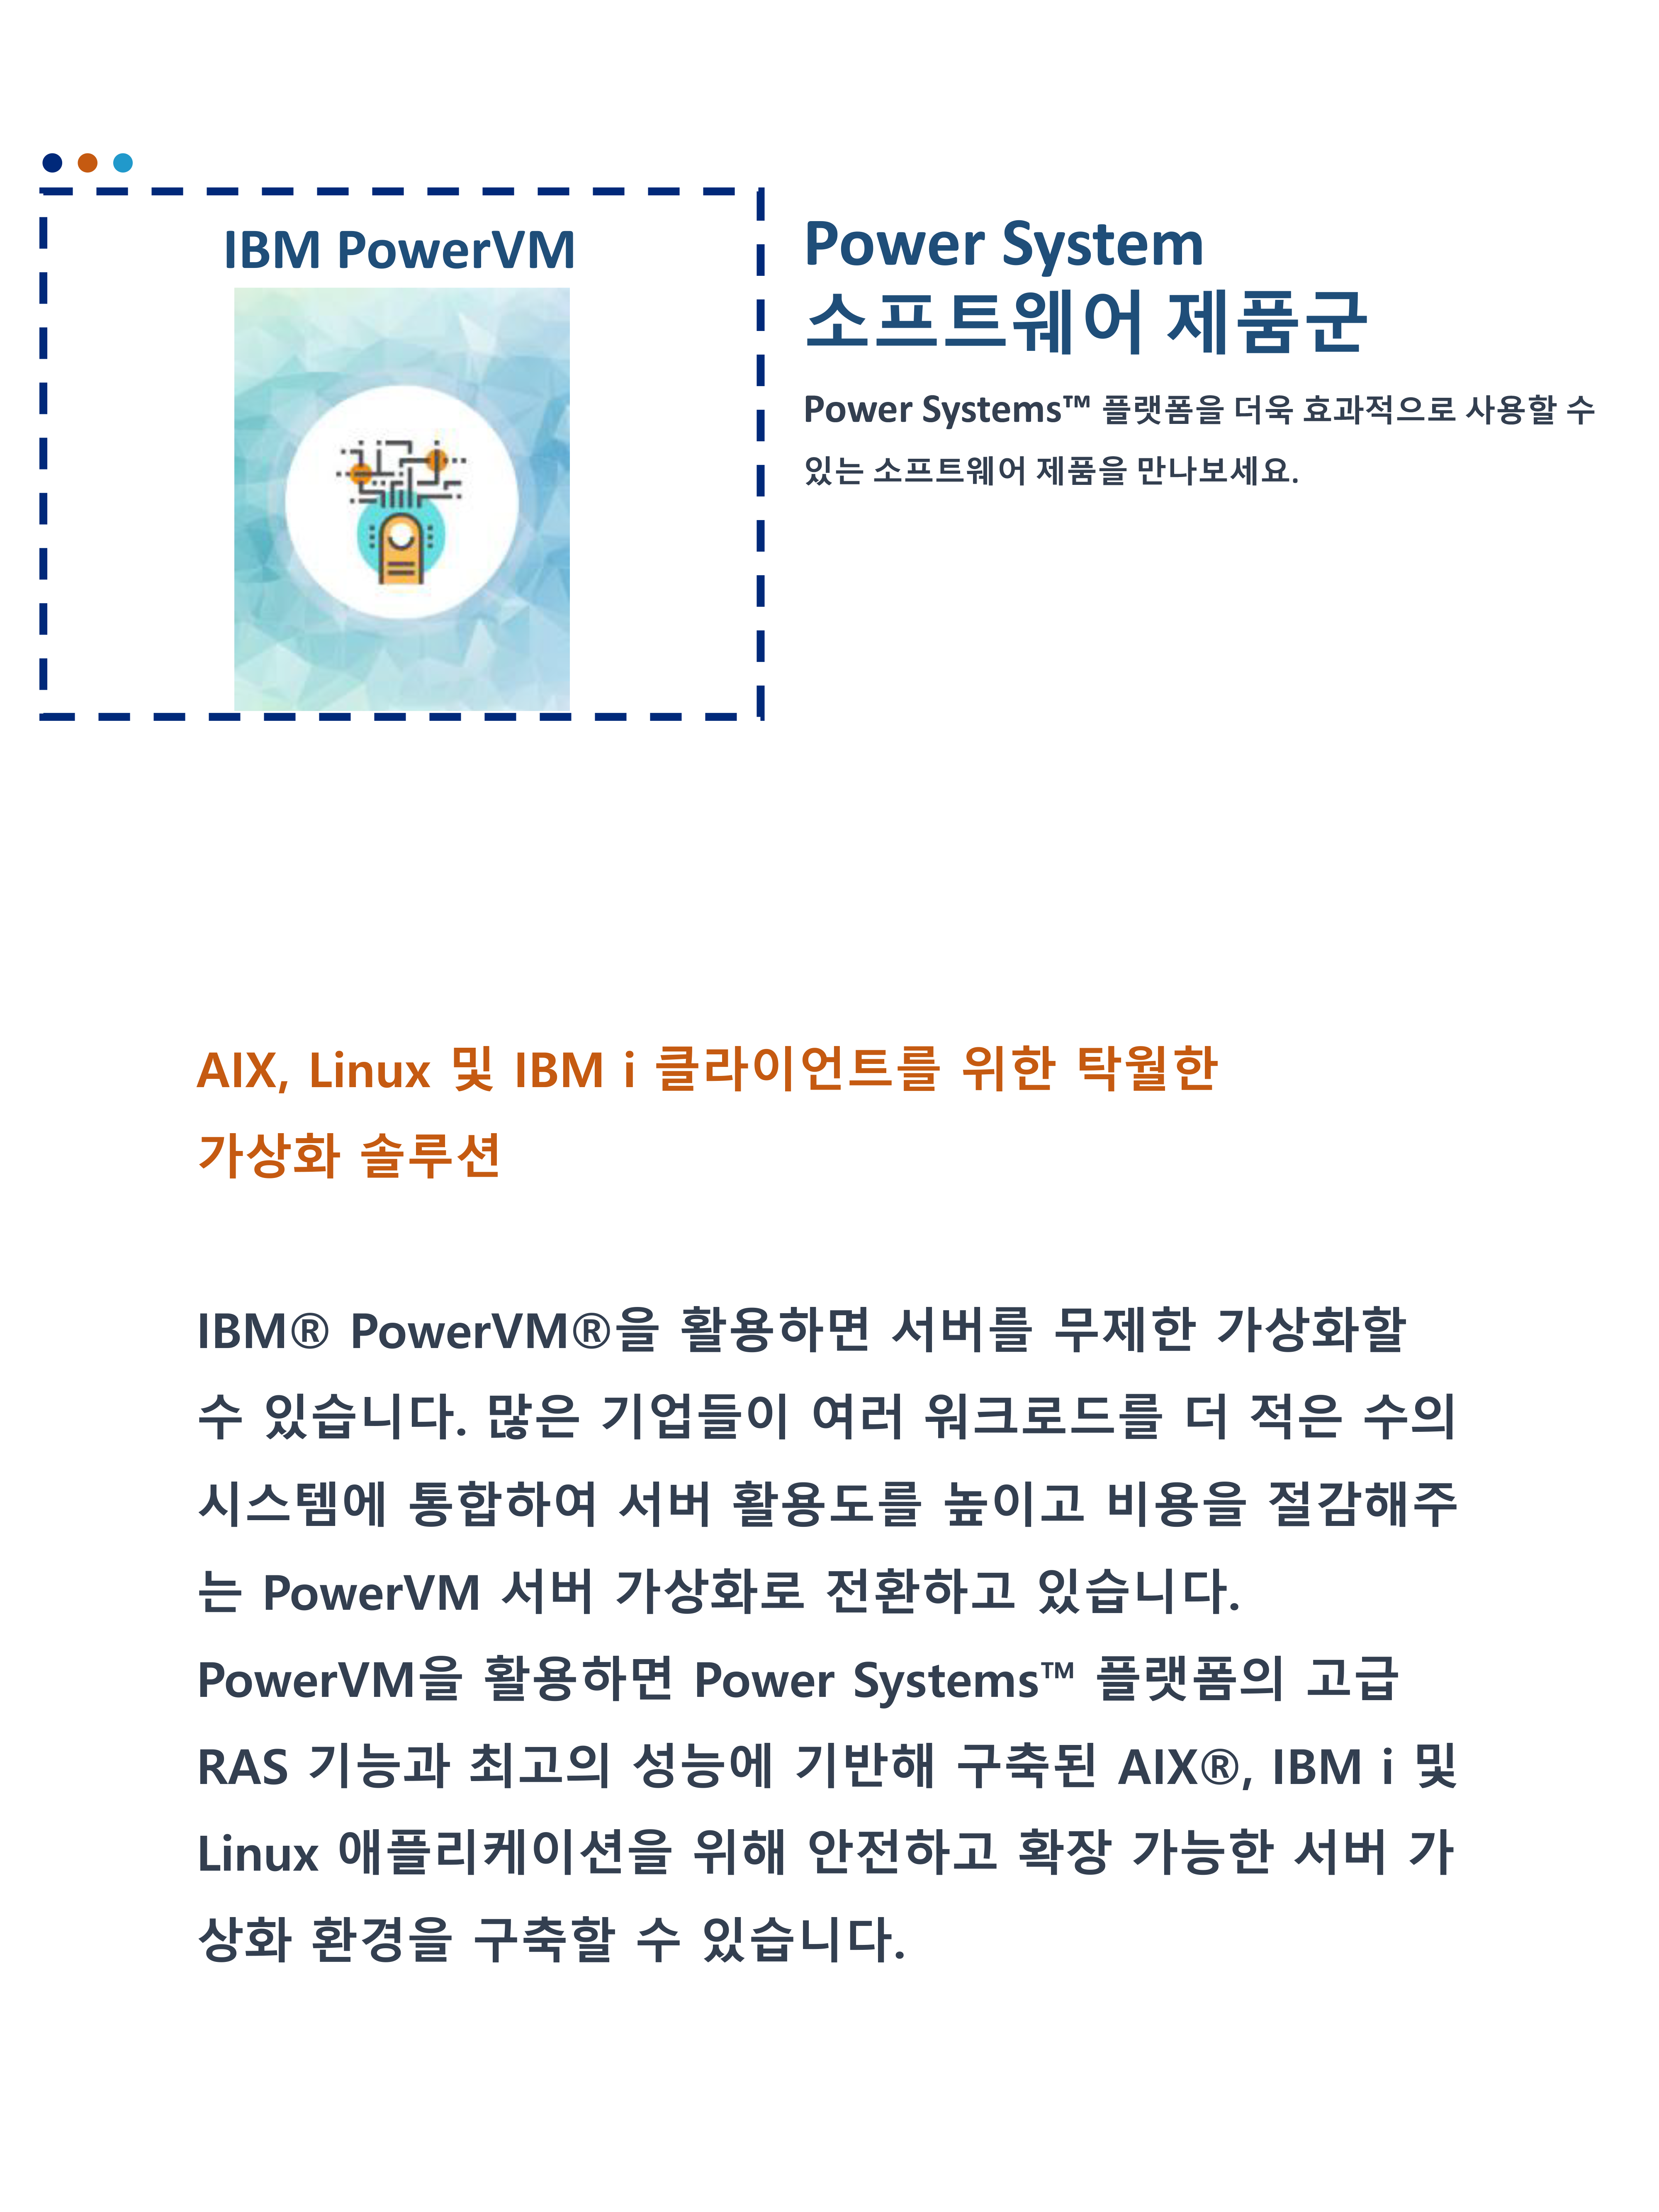 IBM PowerVM
Power System
소프트웨어 제품군
Power Systems™ 플랫폼을 더욱 효과적으로 사용할 수
있는 소프트웨어 제품을 만나보세요.
AIX, Linux 및 IBM i 클라이언트를 위한 탁월한
가상화 솔루션
IBM® PowerVM®을 활용하면 서버를 무제한 가상화할
수 있습니다. 많은 기업들이 여러 워크로드를 더 적은 수의
시스템에 통합하여 서버 활용도를 높이고 비용을 절감해주
는 PowerVM 서버 가상화로 전환하고 있습니다.
PowerVM을 활용하면 Power Systems™ 플랫폼의 고급
RAS 기능과 최고의 성능에 기반해 구축된 AIX®, IBM i 및
Linux 애플리케이션을 위해 안전하고 확장 가능한 서버 가
상화 환경을 구축할 수 있습니다.